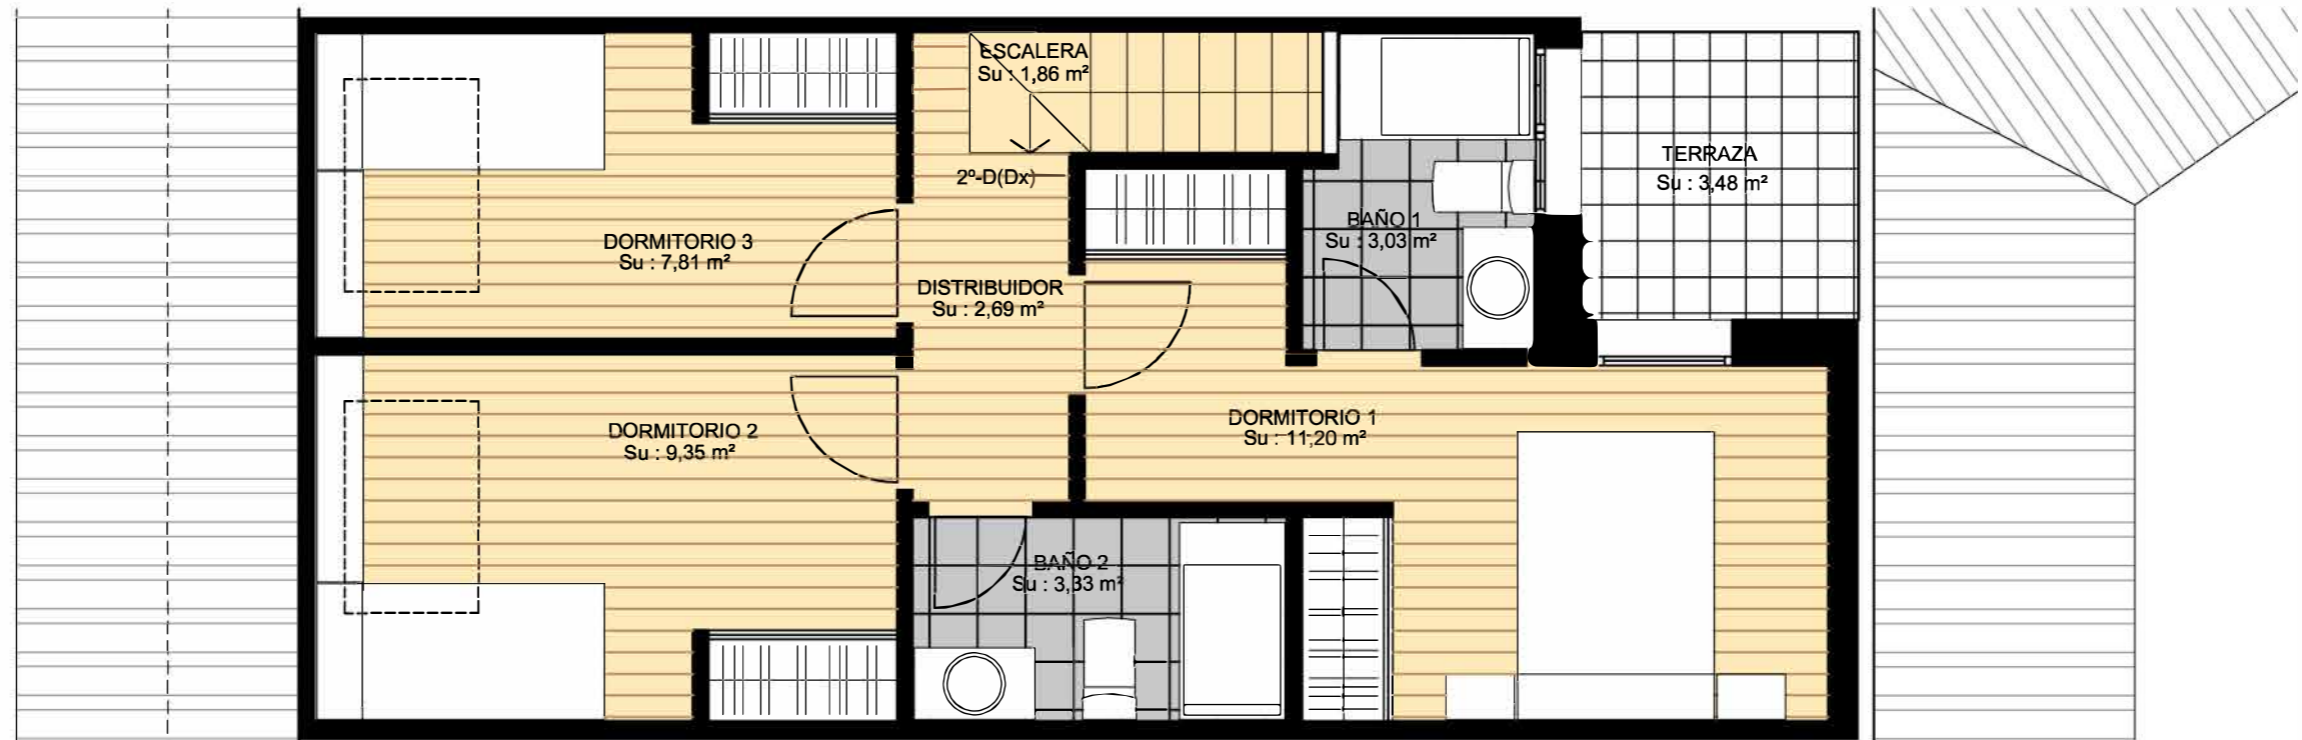 ESCALERA
Su : 1,86 m²
TERRAZA
Su : 3,48 m²
2º-D(Dx)
BAÑO 1
Su : 3,03 m²
DORMITORIO 3
Su : 7,81 m²
DISTRIBUIDOR
Su : 2,69 m²
DORMITORIO 1
Su : 11,20 m²
DORMITORIO 2
Su : 9,35 m²
BAÑO 2
Su : 3,33 m²